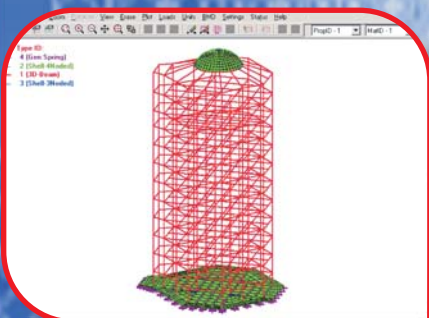 View Erase Plot Loads Units BMD Settings Status Help
PropID - 1 MatID - 1
Type ID:
4 (Gen Spring)
2 (Shell-4Noded)
1 (3D-Beam)
3 (Shell-3Noded)